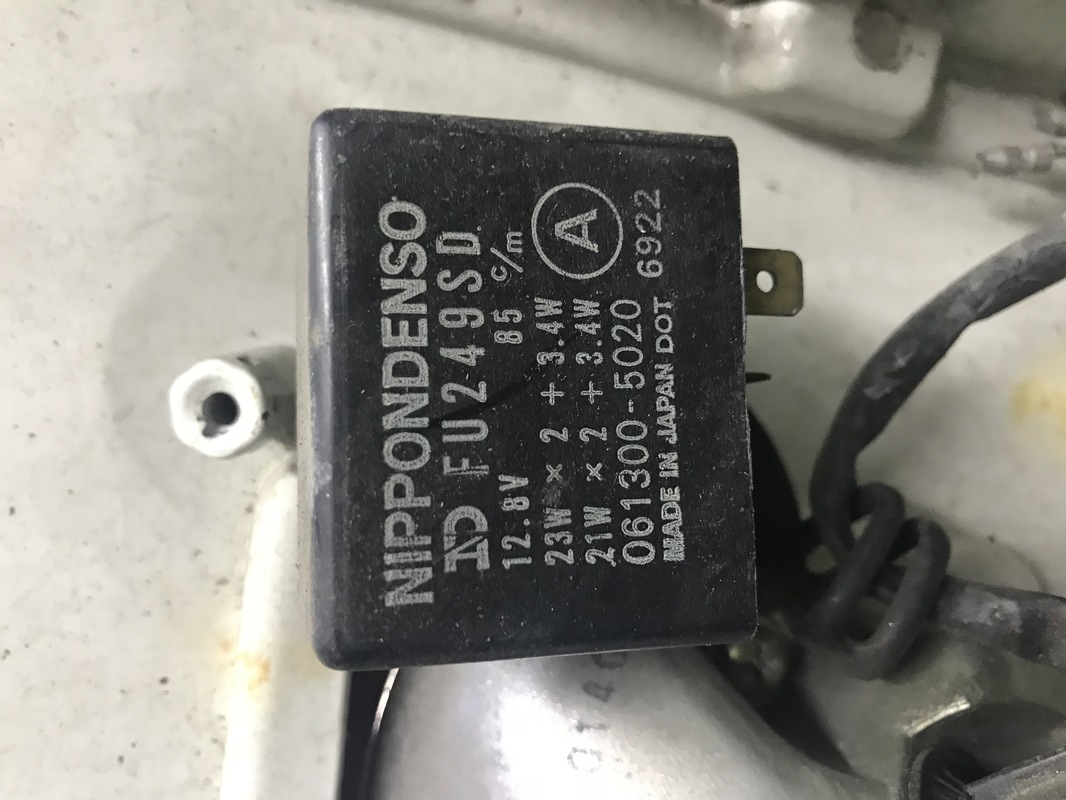 NIPPONDENSO
ND FU249SD
12.8V 85 c/m
23W × 2 + 3.4W
21W × 2 + 3.4W
A
061300-5020
MADE IN JAPAN DOT 6922